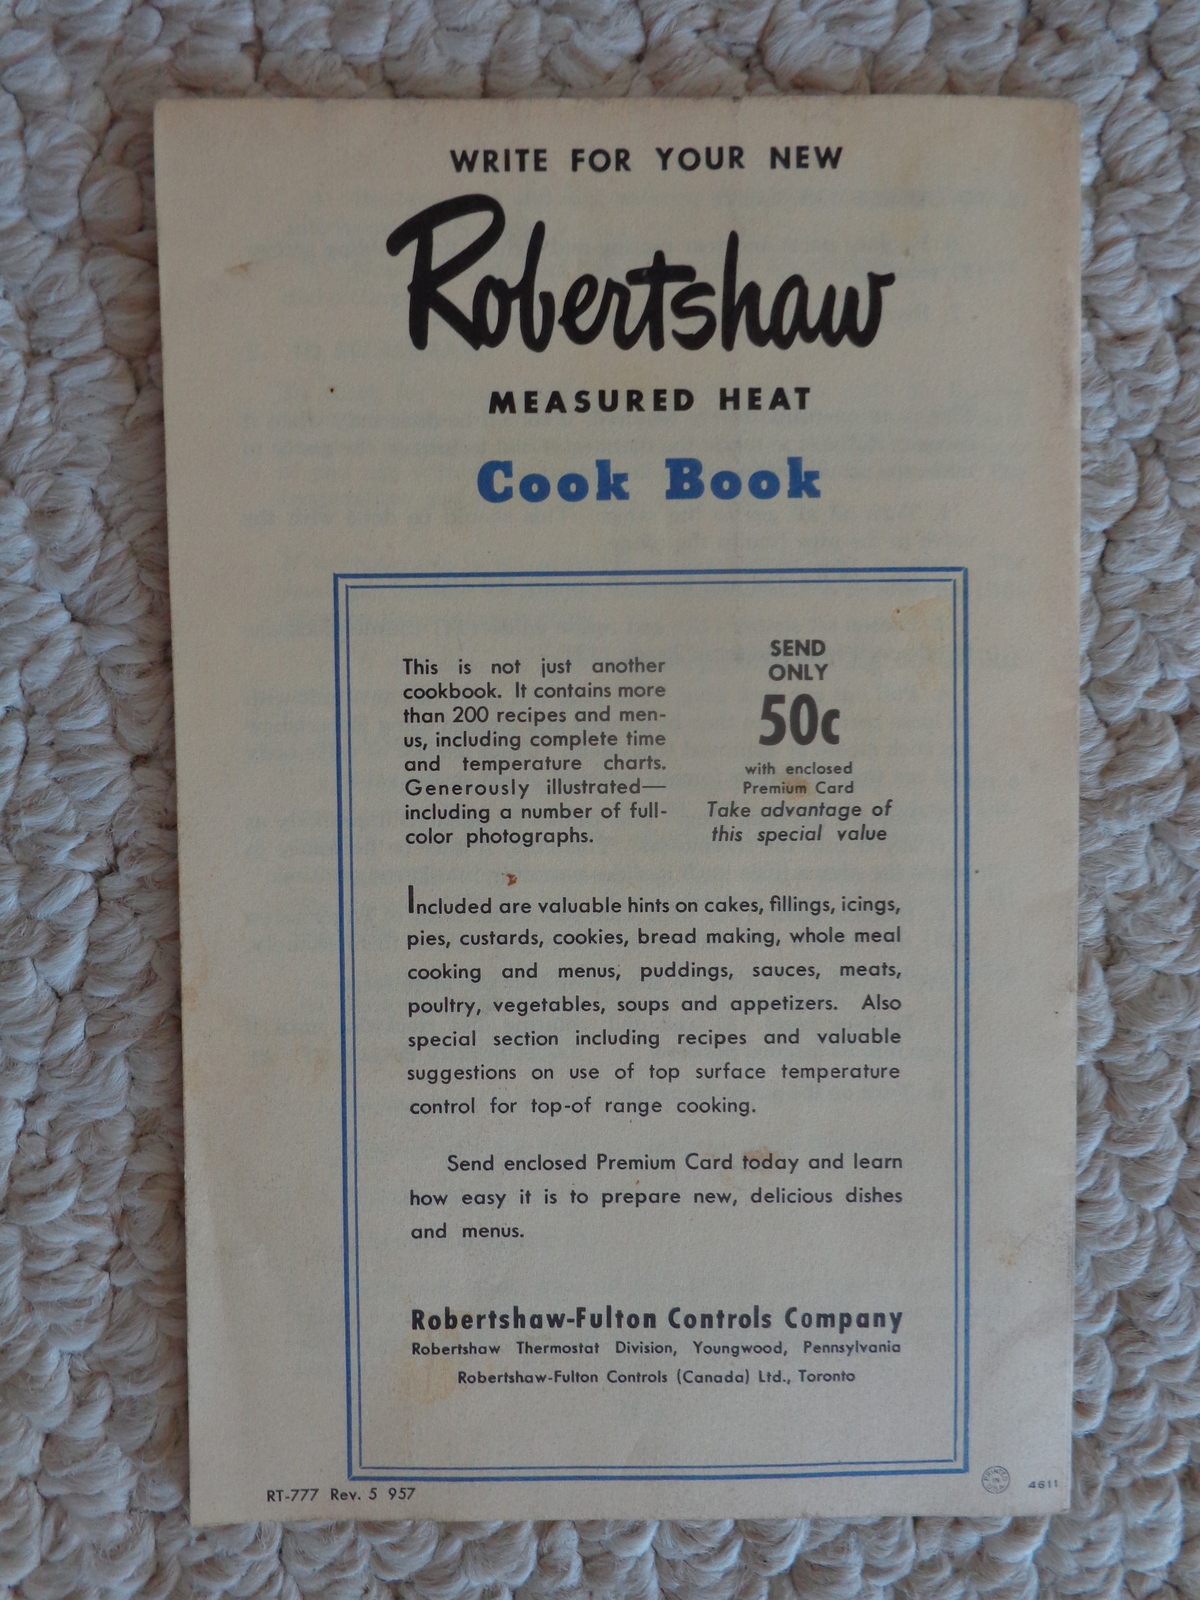 WRITE FOR YOUR NEW
Robertshaw
MEASURED HEAT
Cook Book
This is not just another
cookbook. It contains more
than 200 recipes and men-
us, including complete time
and temperature charts.
Generously illustrated—
including a number of full-
color photographs.
SEND
ONLY
50c
with enclosed
Premium Card
Take advantage of
this special value
Included are valuable hints on cakes, fillings, icings,
pies, custards, cookies, bread making, whole meal
cooking and menus, puddings, sauces, meats,
poultry, vegetables, soups and appetizers. Also
special section including recipes and valuable
suggestions on use of top surface temperature
control for top-of range cooking.
Send enclosed Premium Card today and learn
how easy it is to prepare new, delicious dishes
and menus.
Robertshaw-Fulton Controls Company
Robertshaw Thermostat Division, Youngwood, Pennsylvania
Robertshaw-Fulton Controls (Canada) Ltd., Toronto
RT-777 Rev. 5 957
PRINTED
IN
U.S.A.
4611